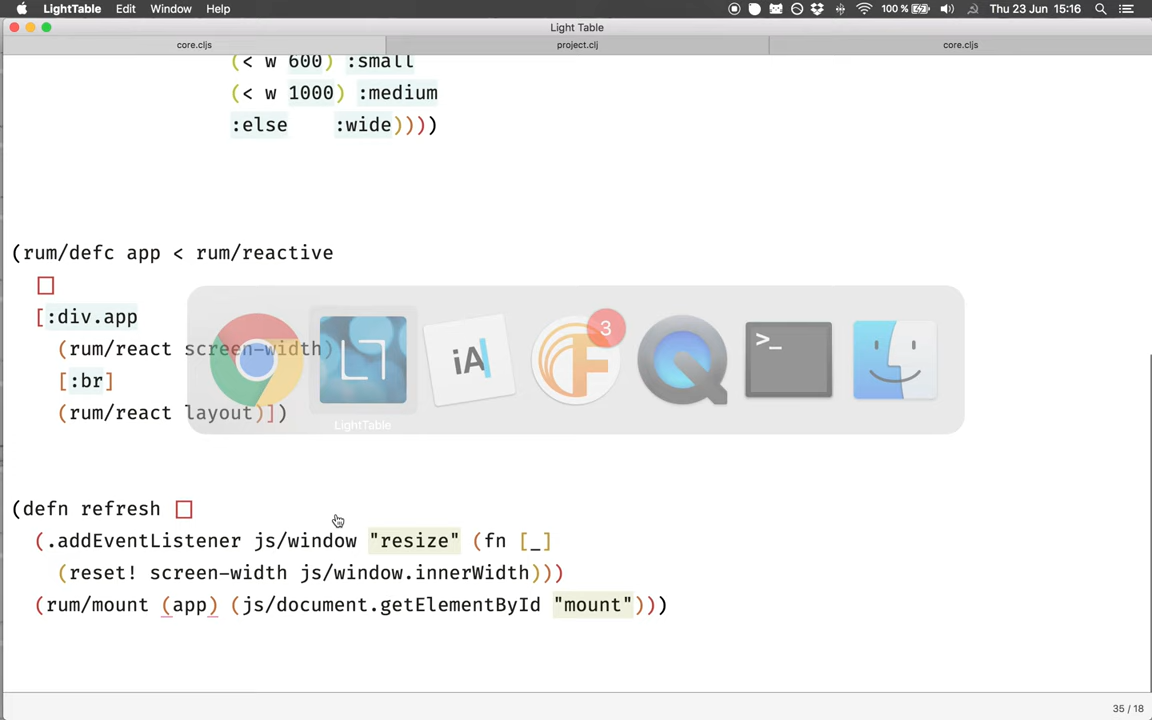 LightTable Edit Window Help 100 % Thu 23 Jun 15:16
Light Table
core.cljs project.clj core.cljs
(< w 600) :small
(< w 1000) :medium
:else :wide))))
(rum/defc app < rum/reactive
[]
[:div.app
(rum/react screen-width)
[:br]
(rum/react layout)])
3
iA
>_
LightTable
(defn refresh []
(.addEventListener js/window "resize" (fn [_]
(reset! screen-width js/window.innerWidth)))
(rum/mount (app) (js/document.getElementById "mount")))
35 / 18